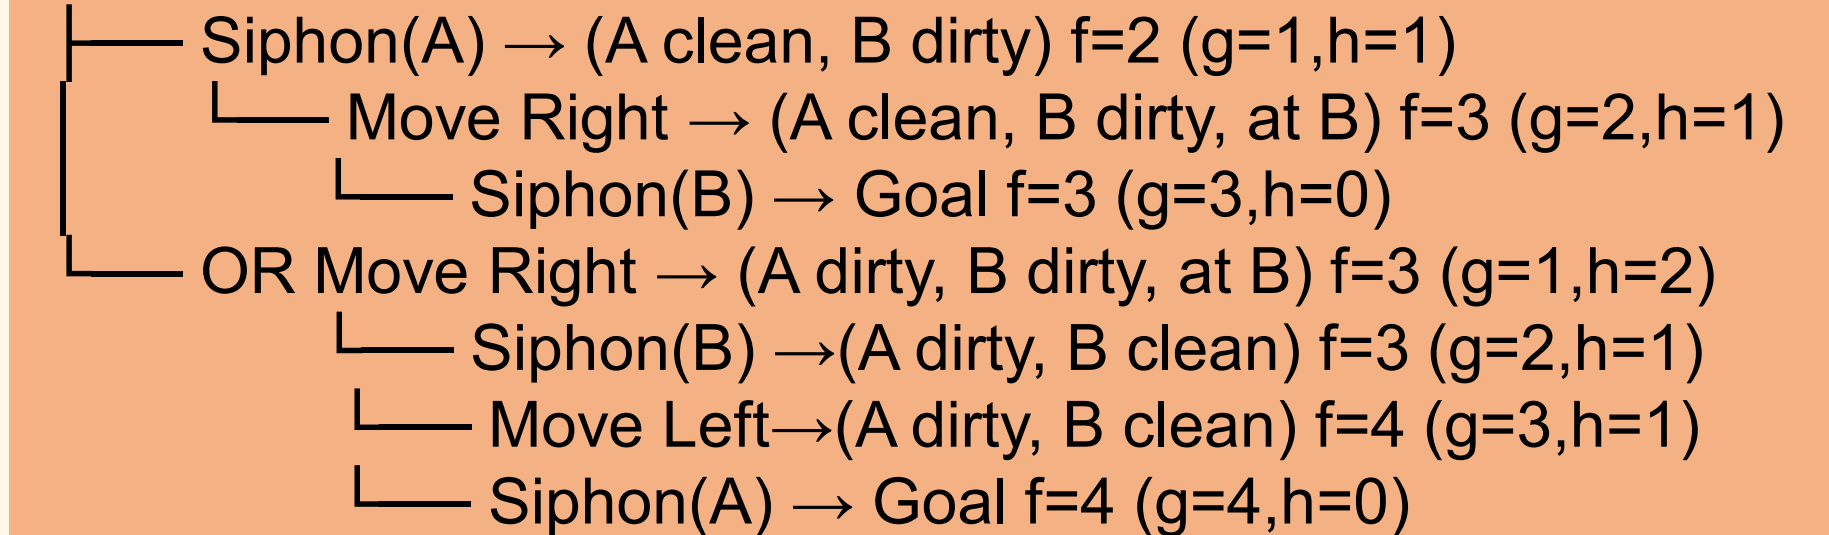 Siphon(A) → (A clean, B dirty) f=2 (g=1,h=1)
Move Right → (A clean, B dirty, at B) f=3 (g=2,h=1)
Siphon(B) → Goal f=3 (g=3,h=0)
OR Move Right → (A dirty, B dirty, at B) f=3 (g=1,h=2)
Siphon(B) →(A dirty, B clean) f=3 (g=2,h=1)
Move Left→(A dirty, B clean) f=4 (g=3,h=1)
Siphon(A) → Goal f=4 (g=4,h=0)